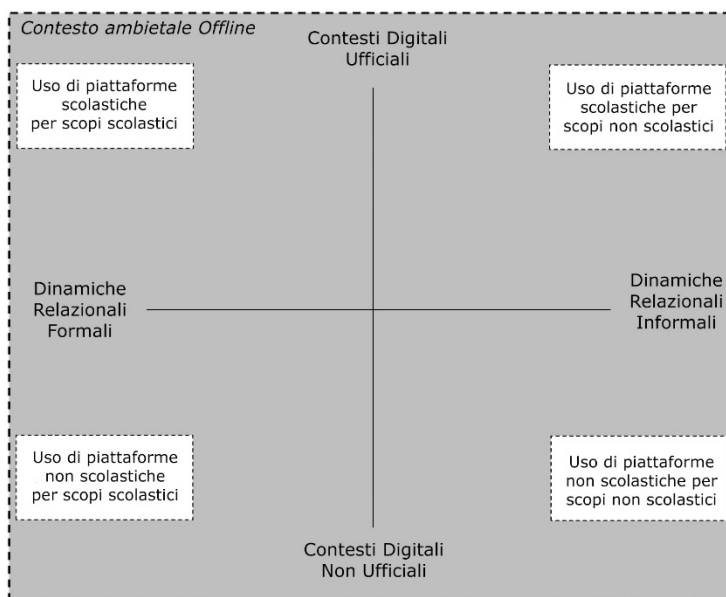 Contesto ambietale Offline
Contesti Digitali
Ufficiali
Uso di piattaforme
scolastiche
per scopi scolastici
Uso di piattaforme
scolastiche per
scopi non scolastici
Dinamiche
Relazionali
Formali
Dinamiche
Relazionali
Informali
Uso di piattaforme
non scolastiche
per scopi scolastici
Uso di piattaforme
non scolastiche per
scopi non scolastici
Contesti Digitali
Non Ufficiali